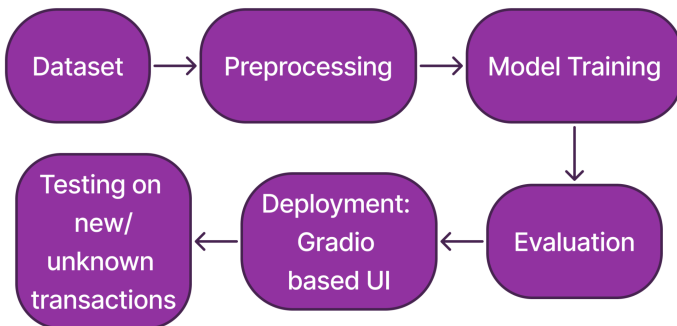 Dataset
Preprocessing
Model Training
Evaluation
Deployment:
Gradio
based UI
Testing on
new/
unknown
transactions